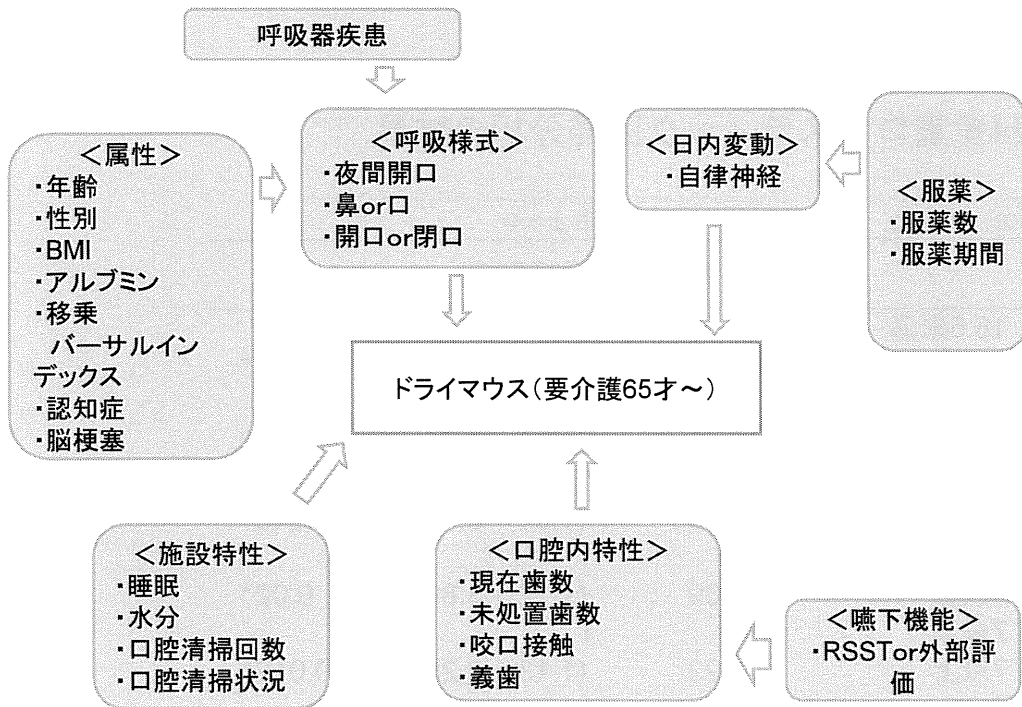 呼吸器疾患
＜属性＞
・年齢
・性別
・BMI
・アルブミン
・移乗
バーサルイン
デックス
・認知症
・脳梗塞
＜呼吸様式＞
・夜間開口
・鼻or口
・開口or閉口
＜日内変動＞
・自律神経
＜服薬＞
・服薬数
・服薬期間
ドライマウス（要介護65才～）
＜施設特性＞
・睡眠
・水分
・口腔清掃回数
・口腔清掃状況
＜口腔内特性＞
・現在歯数
・未処置歯数
・咬口接触
・義歯
＜嚥下機能＞
・RSSTor外部評
価